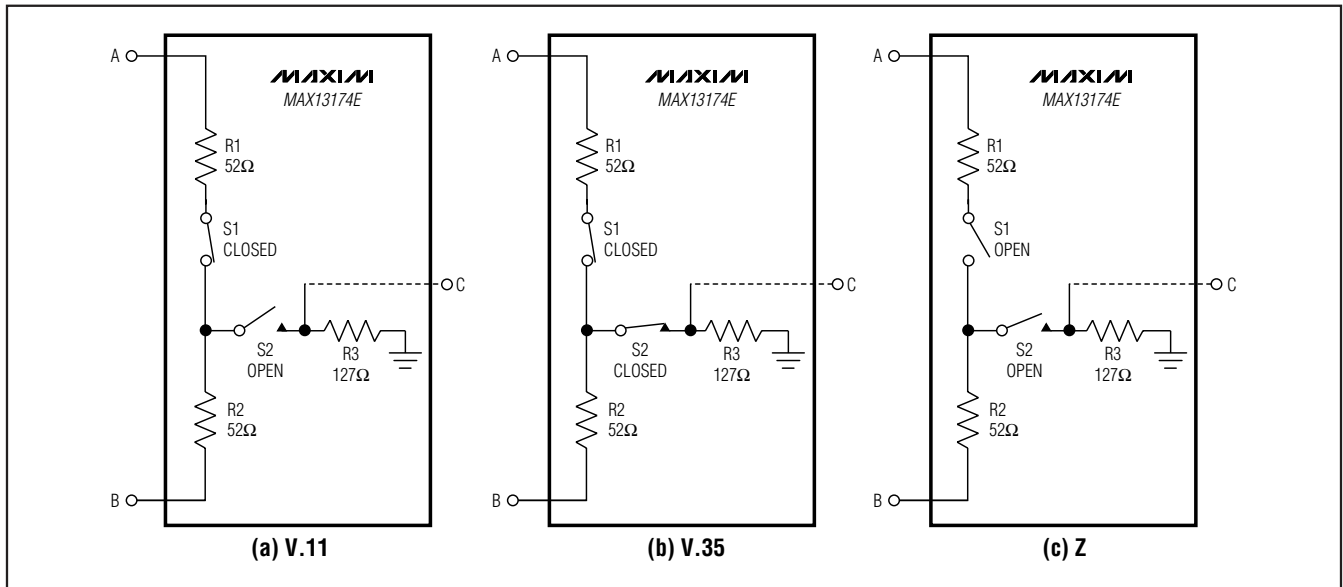 MAXIM
MAX13174E
A
R1
52Ω
S1
CLOSED
C
S2
OPEN
R3
127Ω
R2
52Ω
B
(a) V.11
MAXIM
MAX13174E
A
R1
52Ω
S1
CLOSED
C
S2
CLOSED
R3
127Ω
R2
52Ω
B
(b) V.35
MAXIM
MAX13174E
A
R1
52Ω
S1
OPEN
C
S2
OPEN
R3
127Ω
R2
52Ω
B
(c) Z